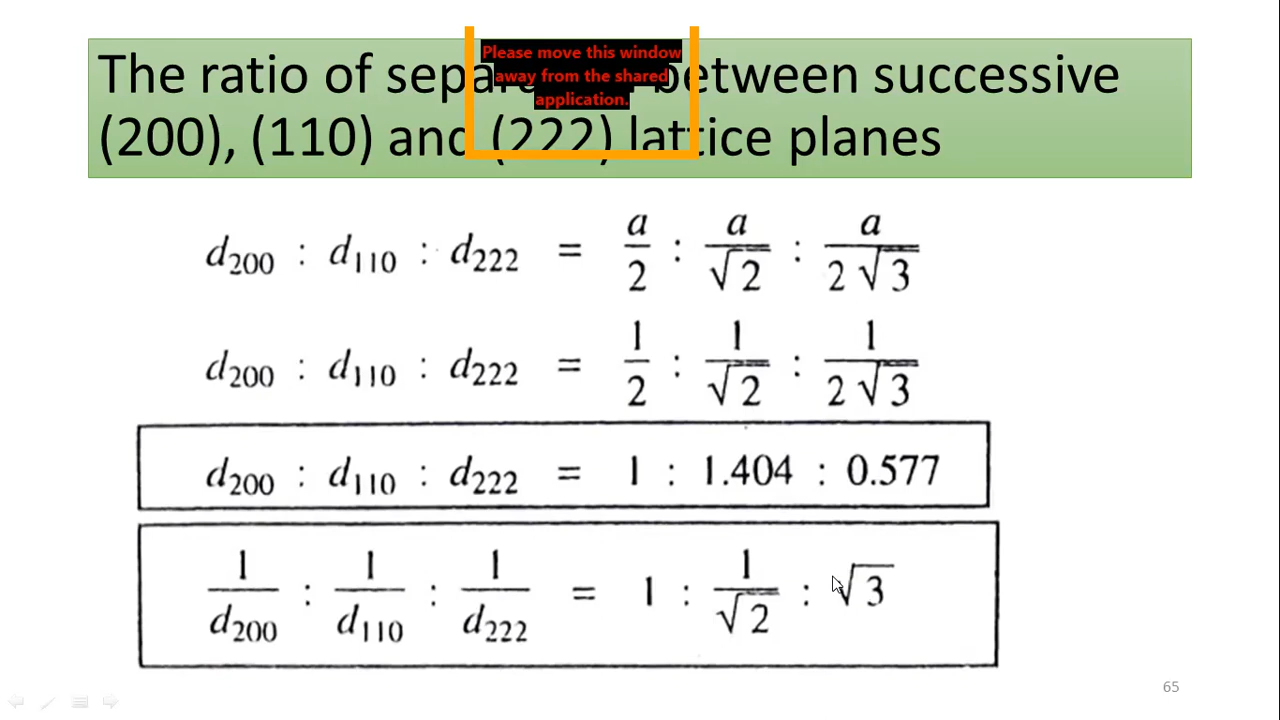 The ratio of sepa between successive
(200), (110) and (222) lattice planes
Please move this window
away from the shared
application.
d₂₀₀ : d₁₁₀ : d₂₂₂ = a/2 : a/√2 : a/2√3
d₂₀₀ : d₁₁₀ : d₂₂₂ = 1/2 : 1/√2 : 1/2√3
d₂₀₀ : d₁₁₀ : d₂₂₂ = 1 : 1.404 : 0.577
1/d₂₀₀ : 1/d₁₁₀ : 1/d₂₂₂ = 1 : 1/√2 : √3
65